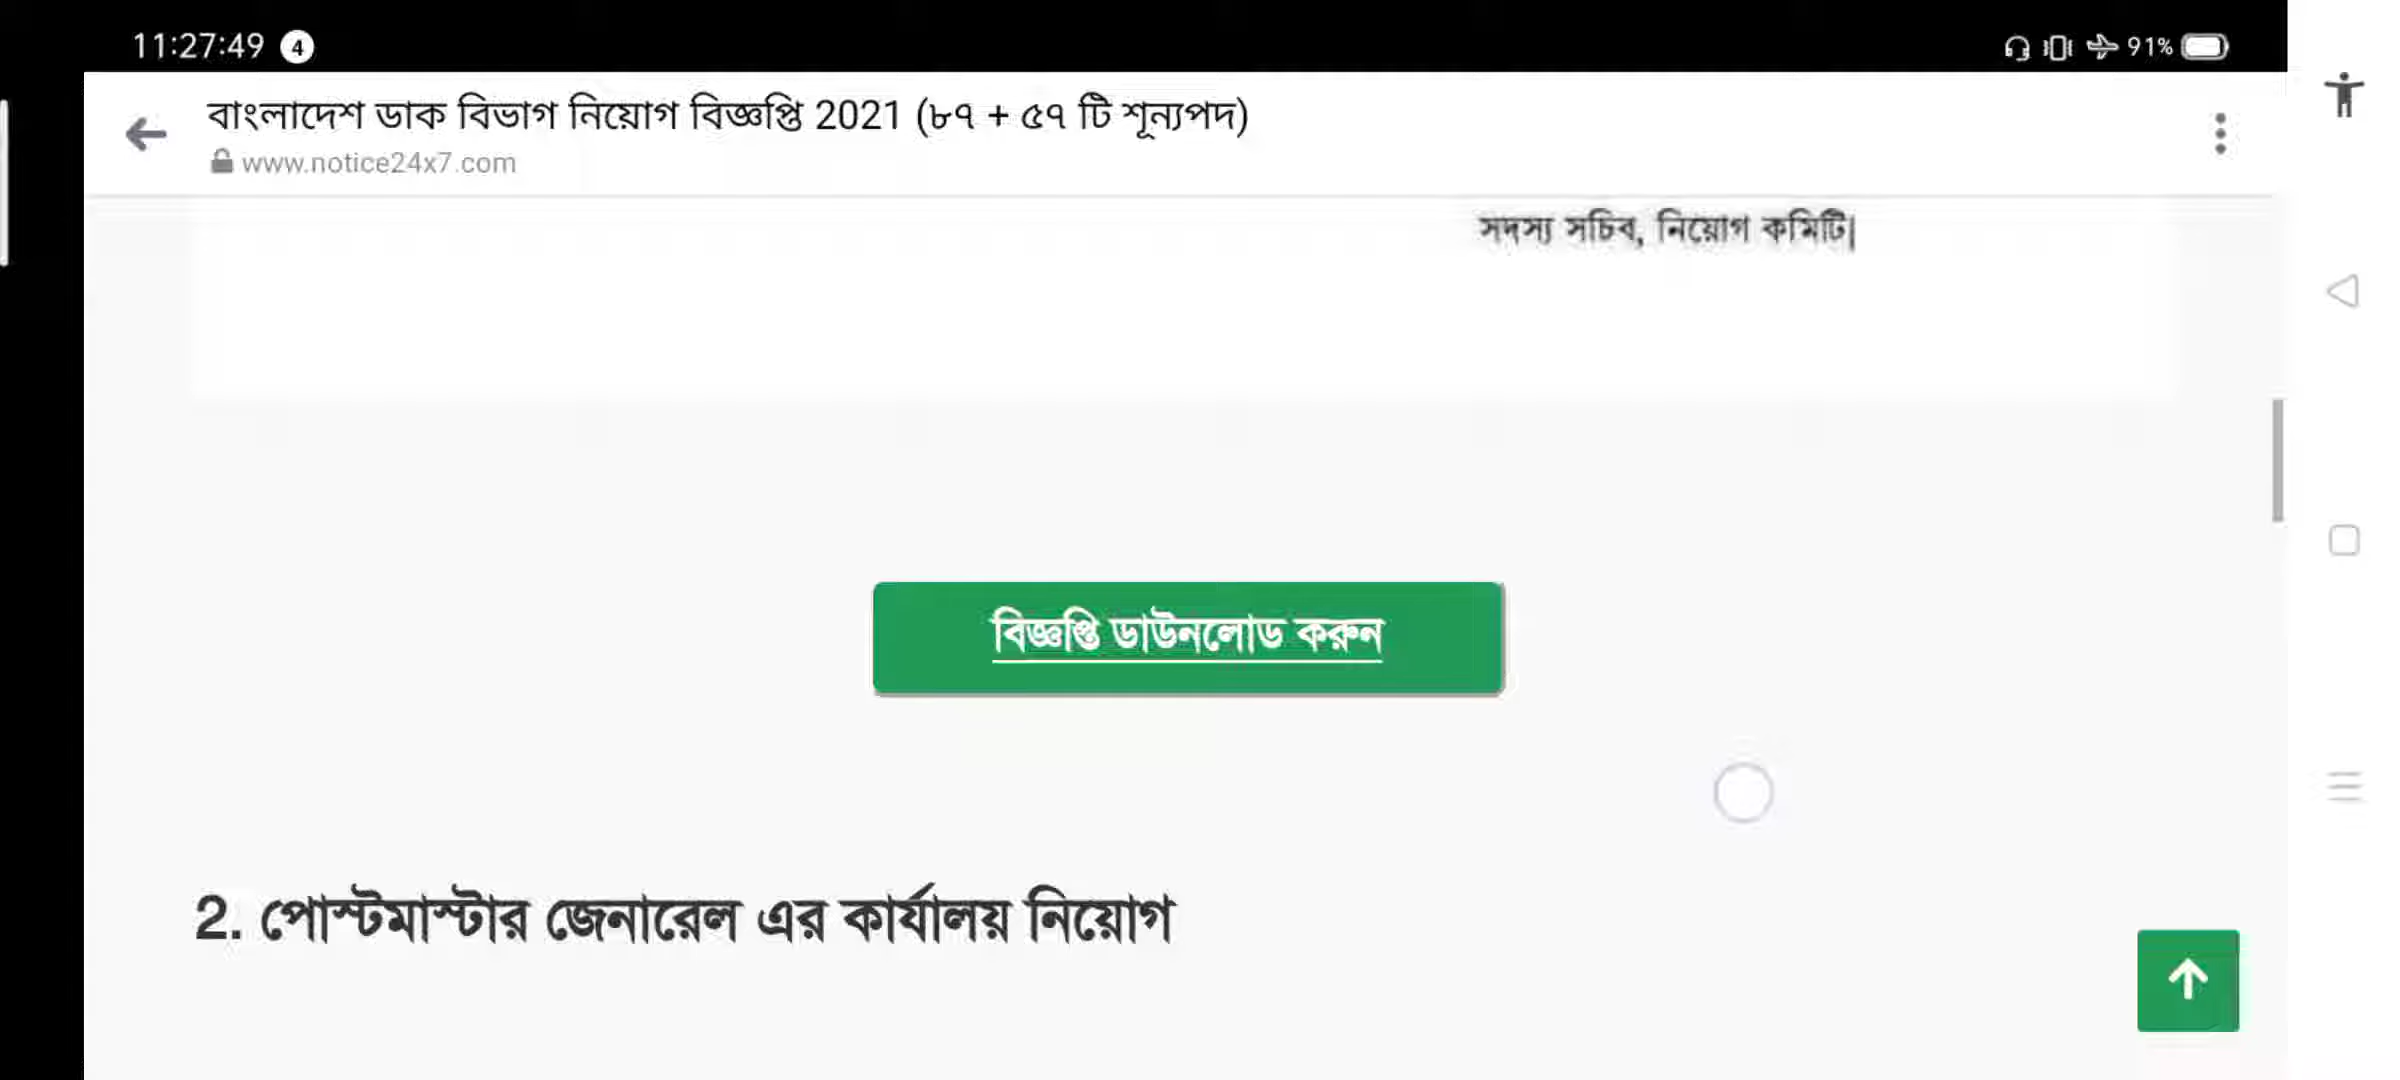 11:27:49 4
91%
বাংলাদেশ ডাক বিভাগ নিয়োগ বিজ্ঞপ্তি 2021 (৮৭ + ৫৭ টি শূন্যপদ)
www.notice24x7.com
সদস্য সচিব, নিয়োগ কমিটি|
বিজ্ঞপ্তি ডাউনলোড করুন
2. পোস্টমাস্টার জেনারেল এর কার্যালয় নিয়োগ